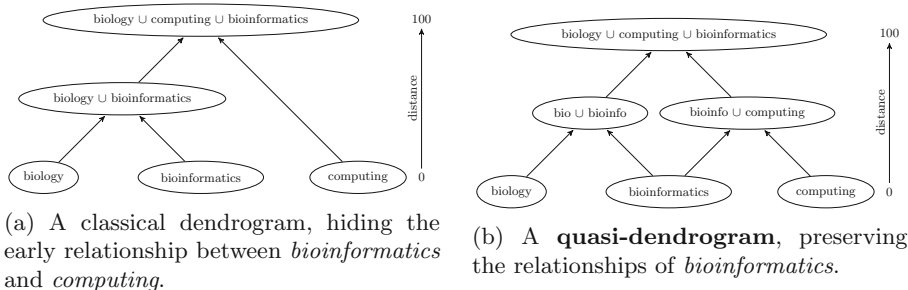 biology ∪ computing ∪ bioinformatics
100
biology ∪ bioinformatics
distance
biology
bioinformatics
computing
0
(a) A classical dendrogram, hiding the
early relationship between bioinformatics
and computing.
biology ∪ computing ∪ bioinformatics
100
bio ∪ bioinfo
bioinfo ∪ computing
distance
biology
bioinformatics
computing
0
(b) A quasi-dendrogram, preserving
the relationships of bioinformatics.